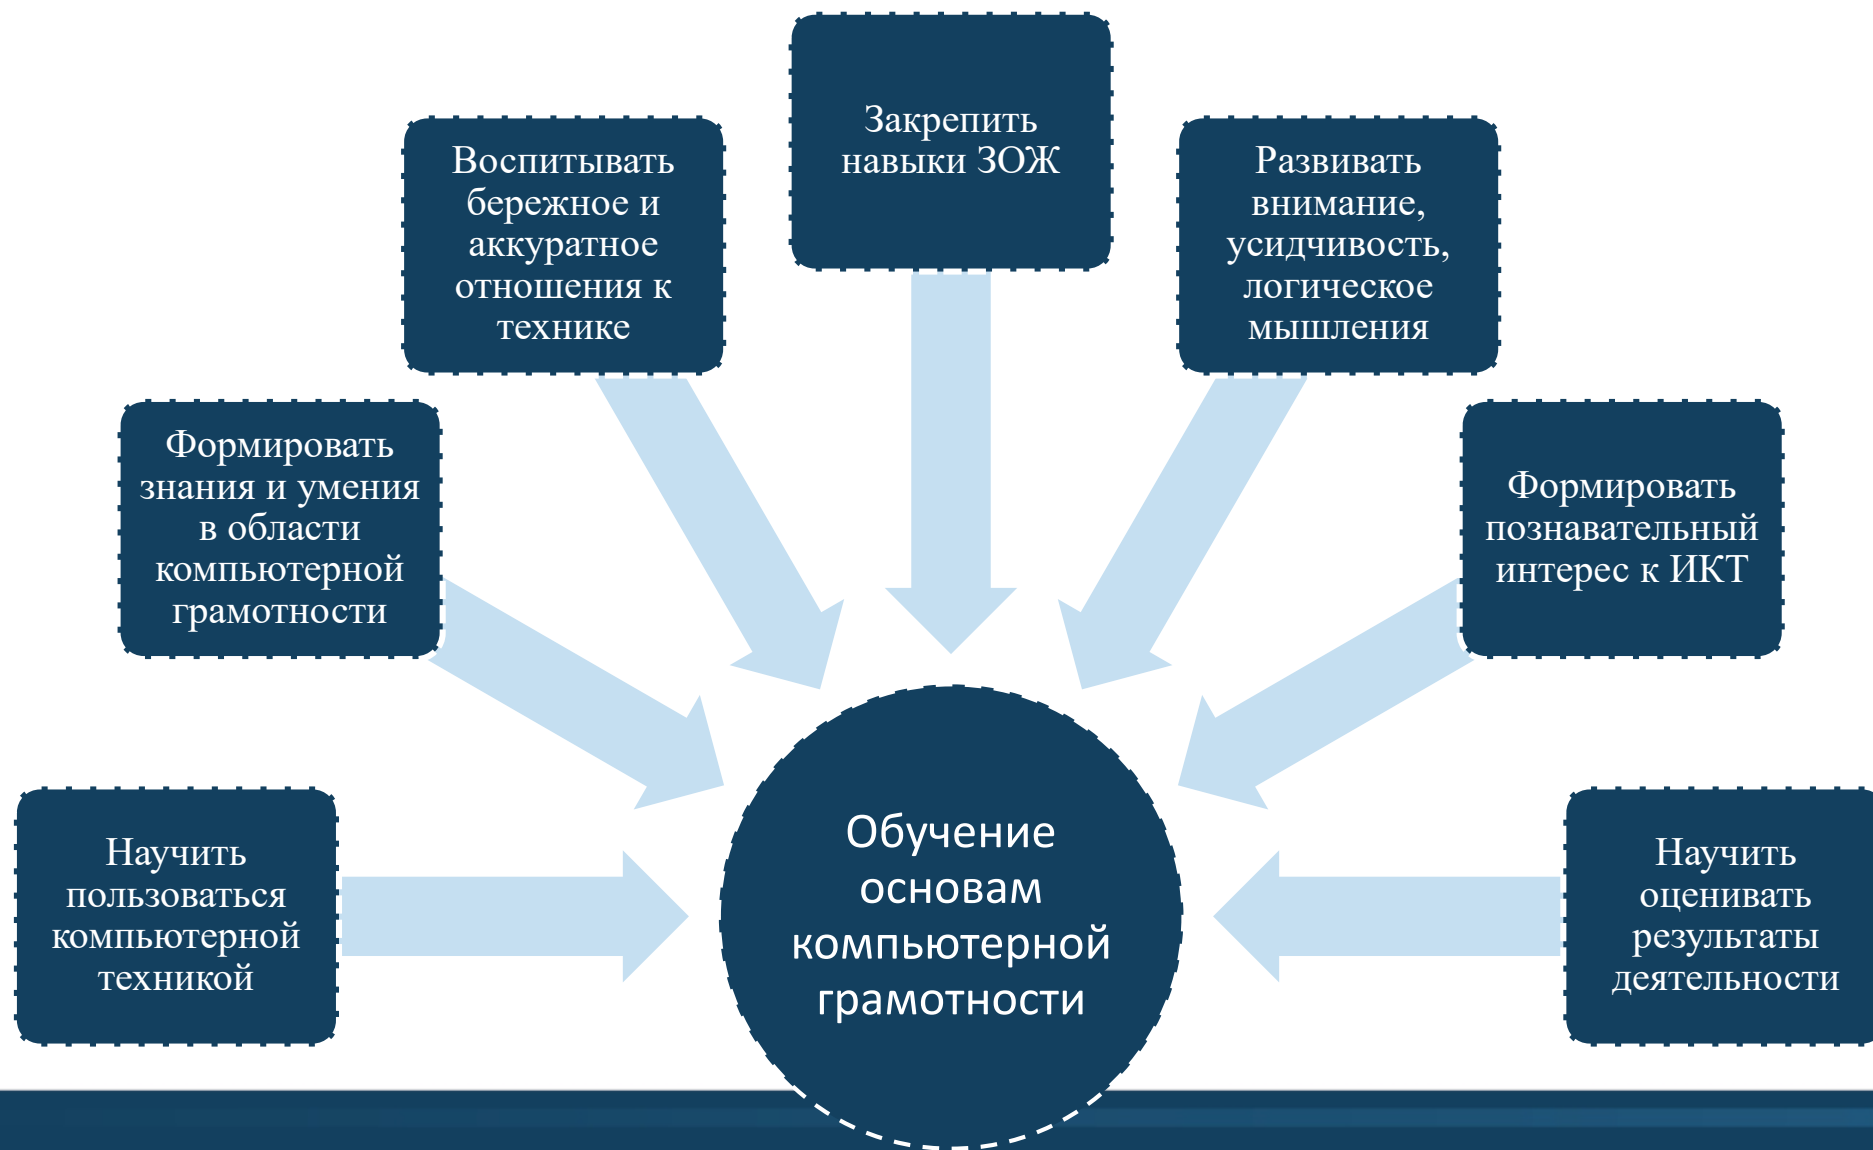 Закрепить
навыки ЗОЖ
Воспитывать
бережное и
аккуратное
отношения к
технике
Развивать
внимание,
усидчивость,
логическое
мышления
Формировать
знания и умения
в области
компьютерной
грамотности
Формировать
познавательный
интерес к ИКТ
Научить
пользоваться
компьютерной
техникой
Обучение
основам
компьютерной
грамотности
Научить
оценивать
результаты
деятельности